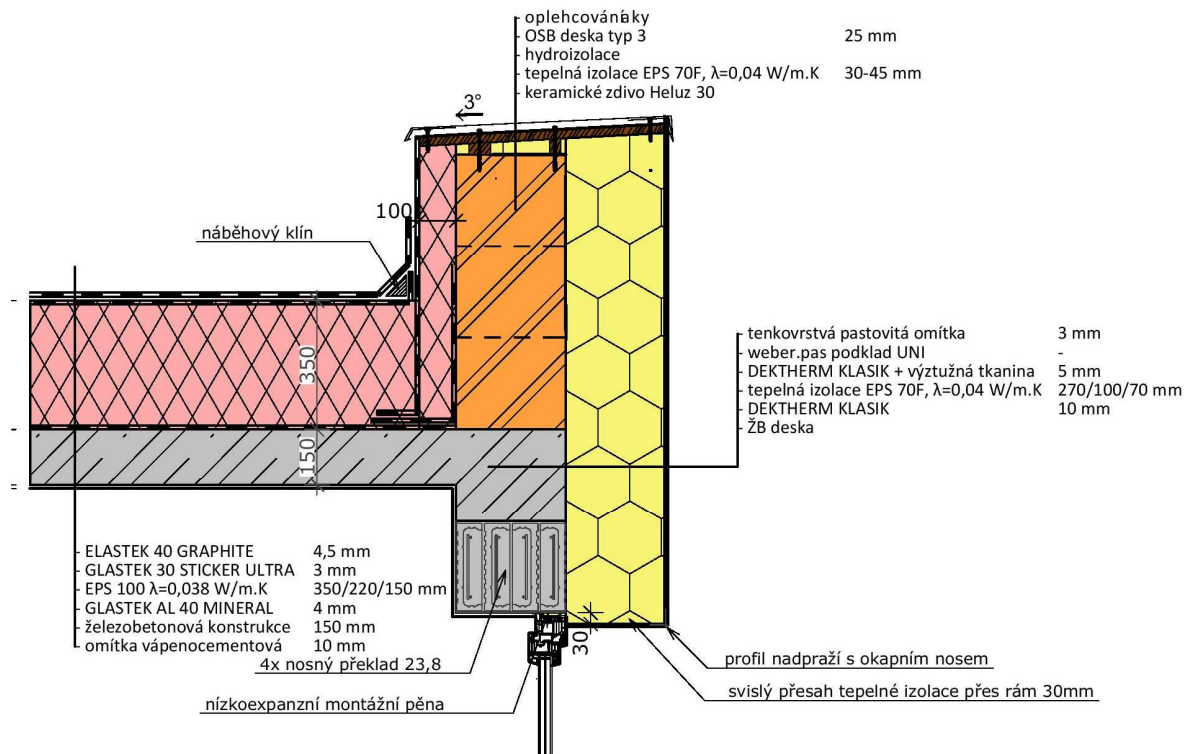 oplehcováníaky
OSB deska typ 3 25 mm
hydroizolace
tepelná izolace EPS 70F, λ=0,04 W/m.K 30-45 mm
keramické zdivo Heluz 30
3°
100
náběhový klín
350
150
tenkovrstvá pastovitá omítka 3 mm
weber.pas podklad UNI -
DEKTHERM KLASIK + výztužná tkanina 5 mm
tepelná izolace EPS 70F, λ=0,04 W/m.K 270/100/70 mm
DEKTHERM KLASIK 10 mm
ŽB deska
ELASTEK 40 GRAPHITE 4,5 mm
GLASTEK 30 STICKER ULTRA 3 mm
EPS 100 λ=0,038 W/m.K 350/220/150 mm
GLASTEK AL 40 MINERAL 4 mm
železobetonová konstrukce 150 mm
omítka vápenocementová 10 mm
4x nosný překlad 23,8
nízkoexpanzní montážní pěna
30
profil nadpraží s okapním nosem
svislý přesah tepelné izolace přes rám 30mm